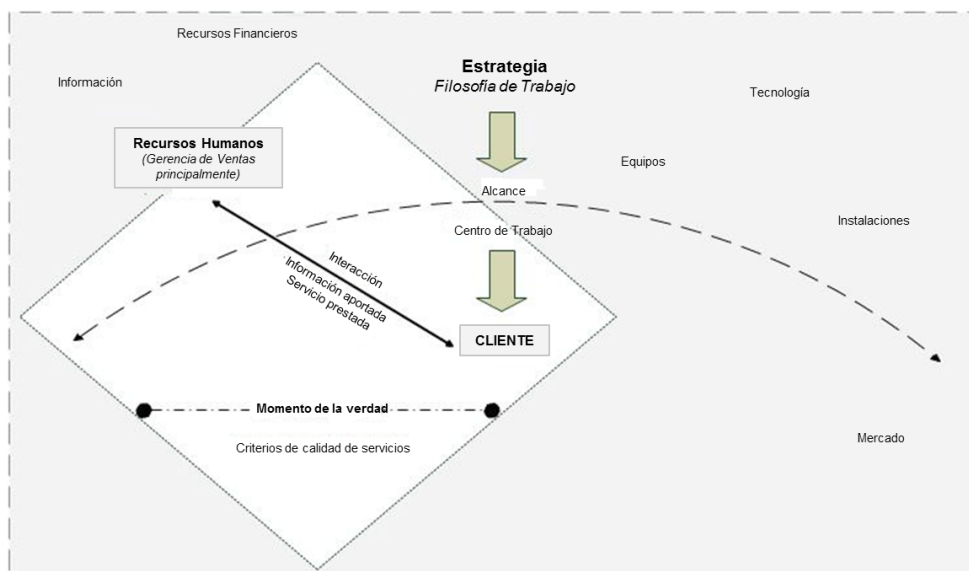 Recursos Financieros
Estrategia
Filosofía de Trabajo
Información
Tecnología
Recursos Humanos
(Gerencia de Ventas
principalmente)
Equipos
Alcance
Instalaciones
Centro de Trabajo
Interacción
Información aportada
Servicio prestada
CLIENTE
Momento de la verdad
Criterios de calidad de servicios
Mercado